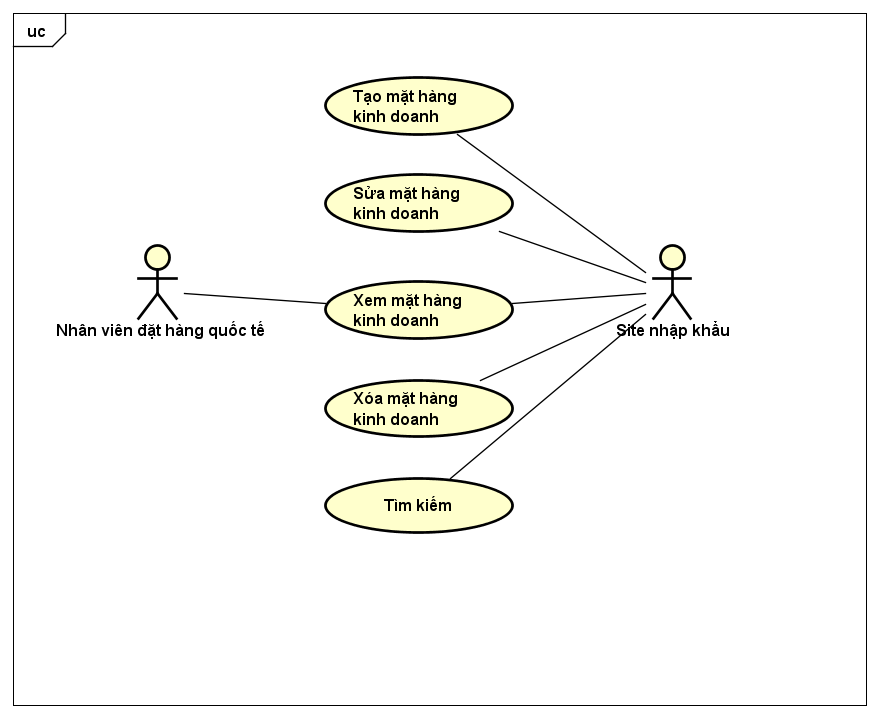 uc
Tạo mặt hàng
kinh doanh
Sửa mặt hàng
kinh doanh
Xem mặt hàng
kinh doanh
Nhân viên đặt hàng quốc tế
Site nhập khẩu
Xóa mặt hàng
kinh doanh
Tìm kiếm